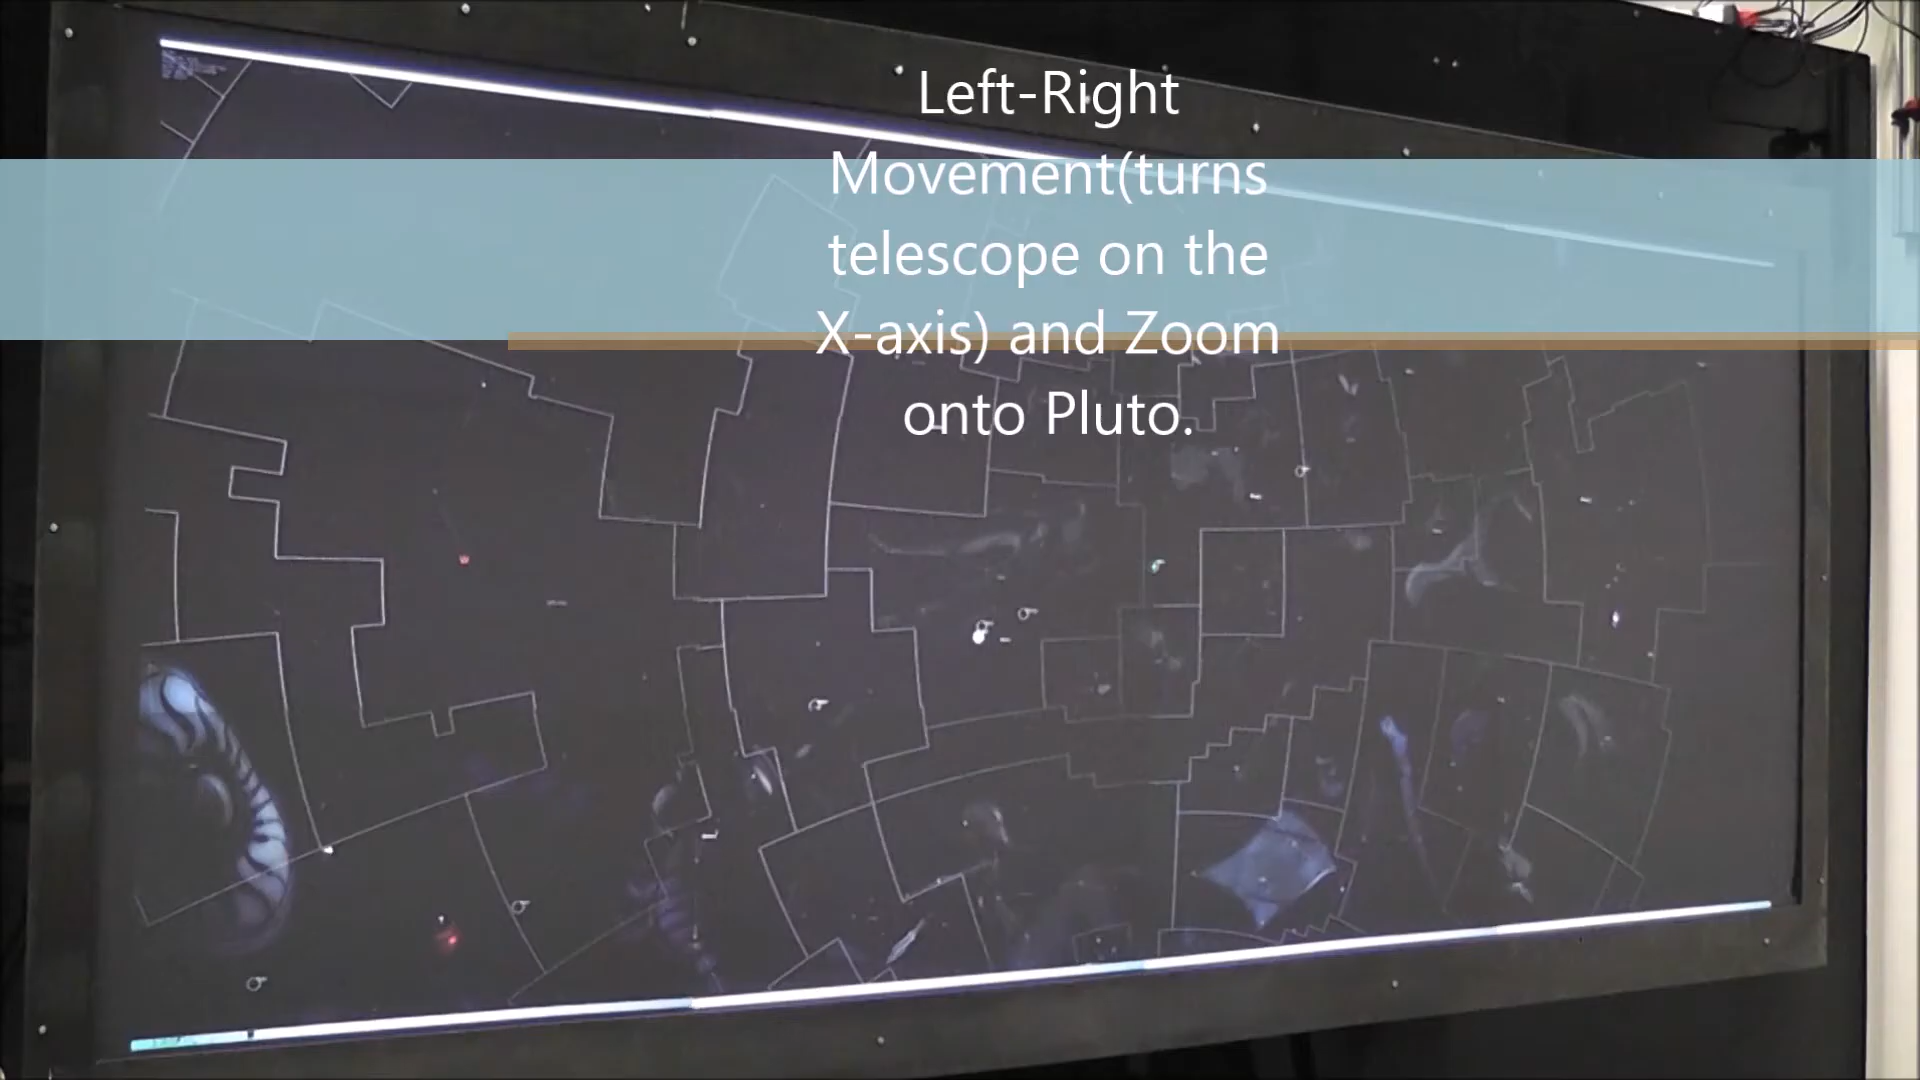 Left-Right
Movement(turns
telescope on the
X-axis) and Zoom
onto Pluto.